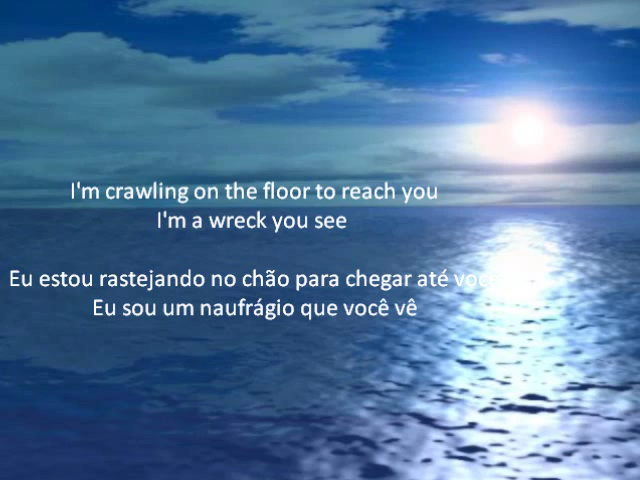 I'm crawling on the floor to reach you
I'm a wreck you see
Eu estou rastejando no chão para chegar até você
Eu sou um naufrágio que você vê